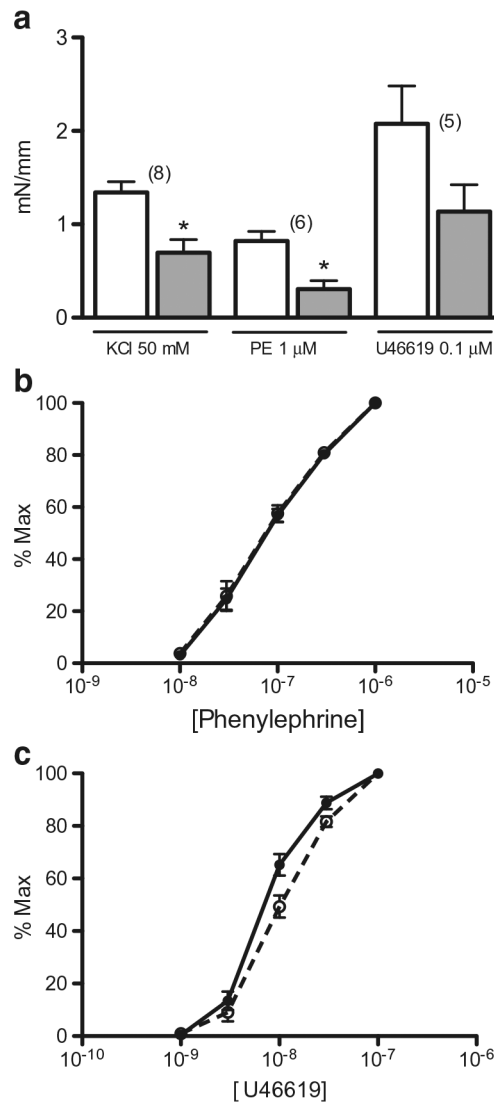 a
3
2
1
0
mN/mm
(8)
*
(6)
*
(5)
KCl 50 mM
PE 1 µM
U46619 0.1 µM
b
100
80
60
40
20
0
% Max
10⁻⁹
10⁻⁸
10⁻⁷
10⁻⁶
10⁻⁵
[Phenylephrine]
c
100
80
60
40
20
0
% Max
10⁻¹⁰
10⁻⁹
10⁻⁸
10⁻⁷
10⁻⁶
[ U46619]